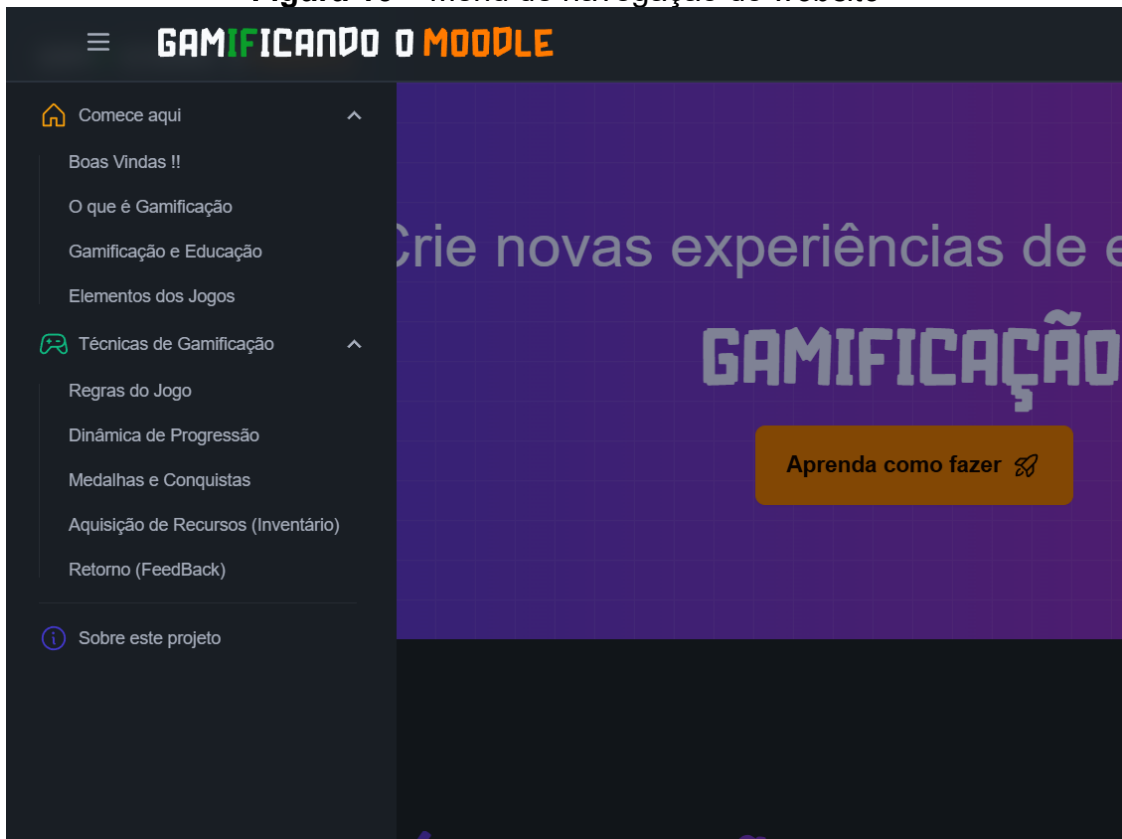 GAMIFICANDO O MOODLE
Comece aqui
Boas Vindas !!
O que é Gamificação
Gamificação e Educação
Elementos dos Jogos
Técnicas de Gamificação
Regras do Jogo
Dinâmica de Progressão
Medalhas e Conquistas
Aquisição de Recursos (Inventário)
Retorno (FeedBack)
Sobre este projeto
novas experiências de
GAMIFICAÇÃO
Aprenda como fazer